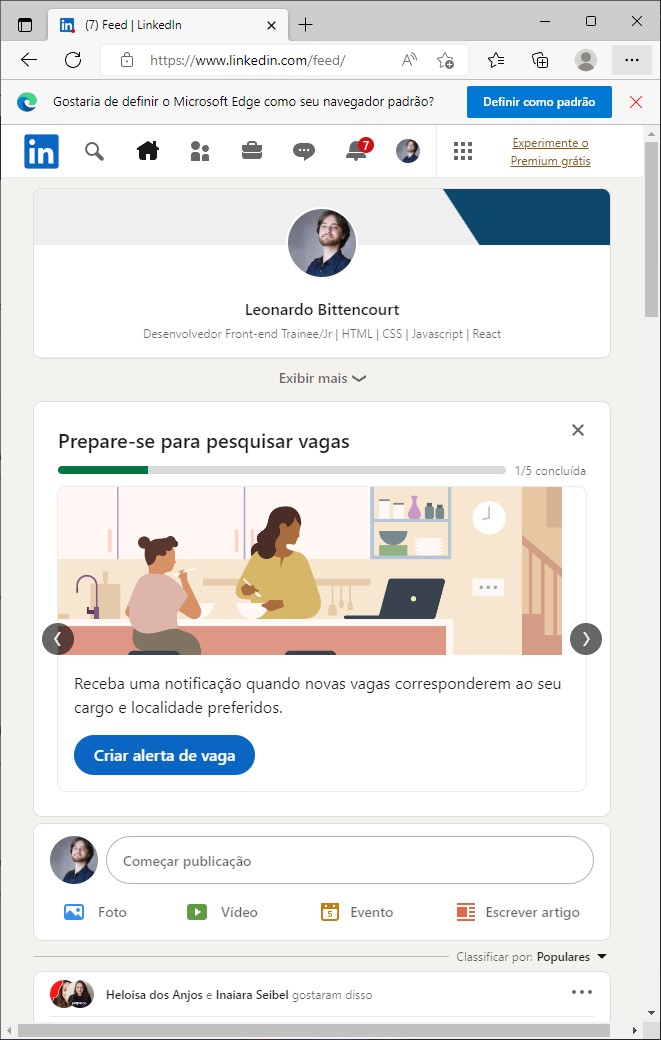 (7) Feed | LinkedIn
https://www.linkedin.com/feed/
Gostaria de definir o Microsoft Edge como seu navegador padrão?
Definir como padrão
in
7
Experimente o
Premium grátis
Leonardo Bittencourt
Desenvolvedor Front-end Trainee/Jr | HTML | CSS | Javascript | React
Exibir mais
Prepare-se para pesquisar vagas
1/5 concluída
Receba uma notificação quando novas vagas corresponderem ao seu
cargo e localidade preferidos.
Criar alerta de vaga
Começar publicação
Foto
Vídeo
5
Evento
Escrever artigo
Classificar por: Populares
Heloisa dos Anjos e Inaiara Seibel gostaram disso